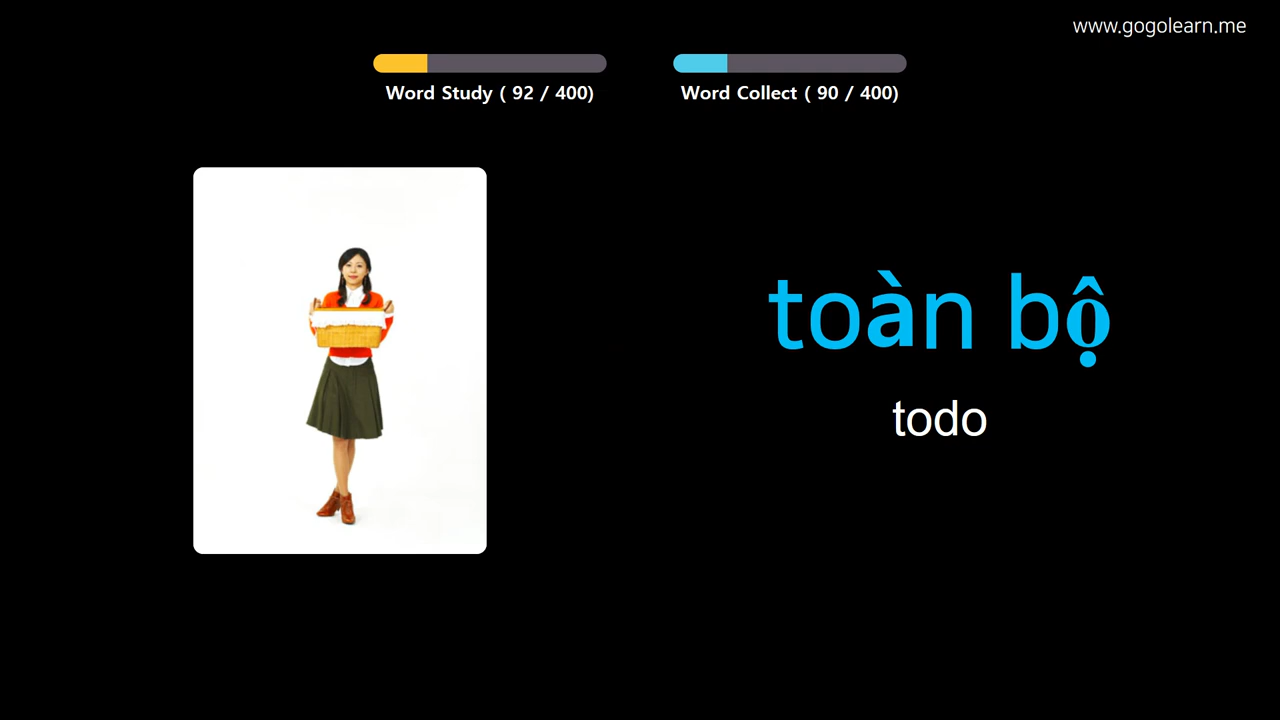 www.gogolearn.me
Word Study ( 92 / 400)
Word Collect ( 90 / 400)
toàn bộ
todo